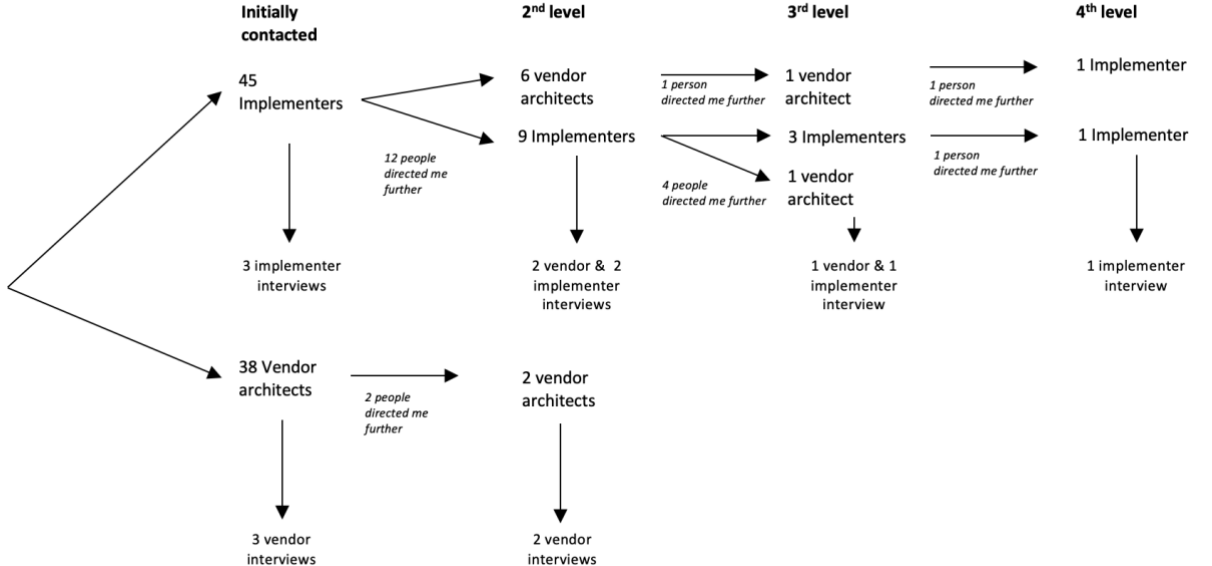 Initially
contacted
2nd level
3rd level
4th level
45
Implementers
6 vendor
architects
1 person
directed me further
1 vendor
architect
1 person
directed me further
1 Implementer
12 people
directed me
further
9 Implementers
4 people
directed me further
3 Implementers
1 vendor
architect
1 person
directed me further
1 Implementer
3 implementer
interviews
2 vendor & 2
implementer
interviews
1 vendor & 1
implementer
interview
1 implementer
interview
38 Vendor
architects
2 people
directed me
further
2 vendor
architects
3 vendor
interviews
2 vendor
interviews